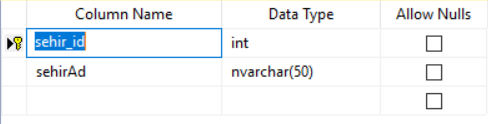 Column Name Data Type Allow Nulls
sehir_id int
sehirAd nvarchar(50)